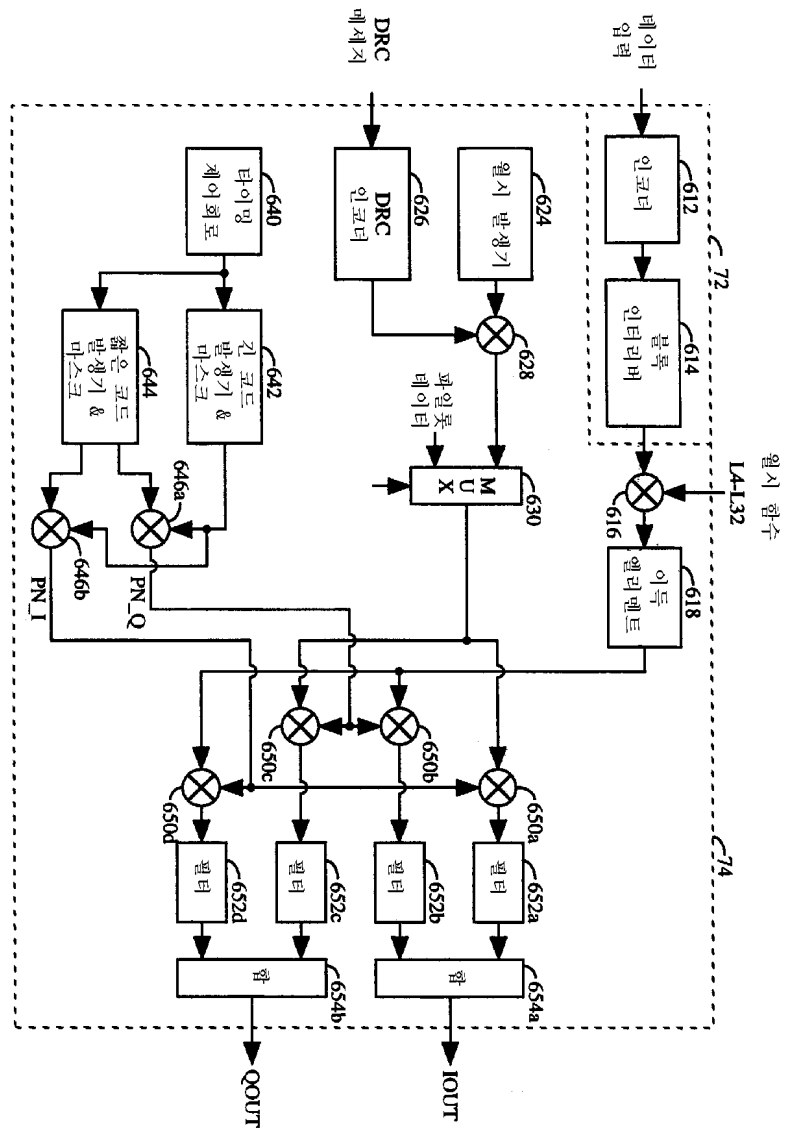 데이터
입력
612
인코더
72
614
블록
인터리버
월시 함수
L4-L32
616
618
이득
엘리먼트
74
DRC
메세지
624
월시 발생기
626
DRC
인코더
628
파일롯
데이터
630
M
U
X
640
타이밍
제어회로
642
긴 코드
발생기 &
마스크
644
짧은 코드
발생기 &
마스크
646a
646b
PN_Q
PN_I
650a
650b
650c
650d
652a
필터
652b
필터
652c
필터
652d
필터
654a
합
654b
합
IOUT
QOUT